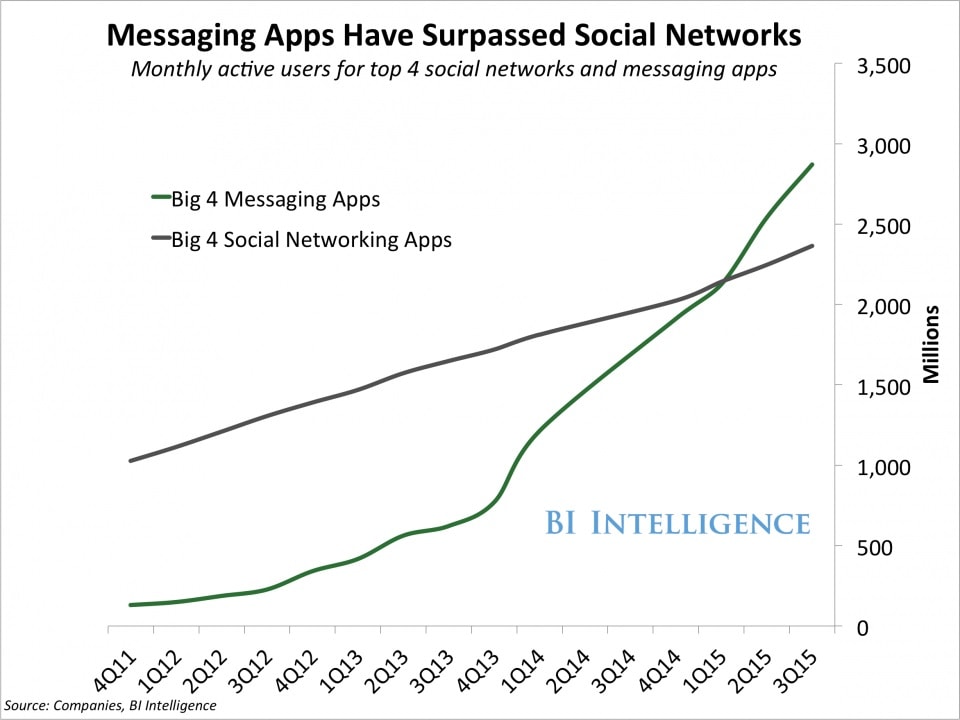 Messaging Apps Have Surpassed Social Networks
Monthly active users for top 4 social networks and messaging apps
3,500
3,000
2,500
2,000
1,500
1,000
500
0
Millions
Big 4 Messaging Apps
Big 4 Social Networking Apps
BI INTELLIGENCE
4Q11
1Q12
2Q12
3Q12
4Q12
1Q13
2Q13
3Q13
4Q13
1Q14
2Q14
3Q14
4Q14
1Q15
2Q15
3Q15
Source: Companies, BI Intelligence